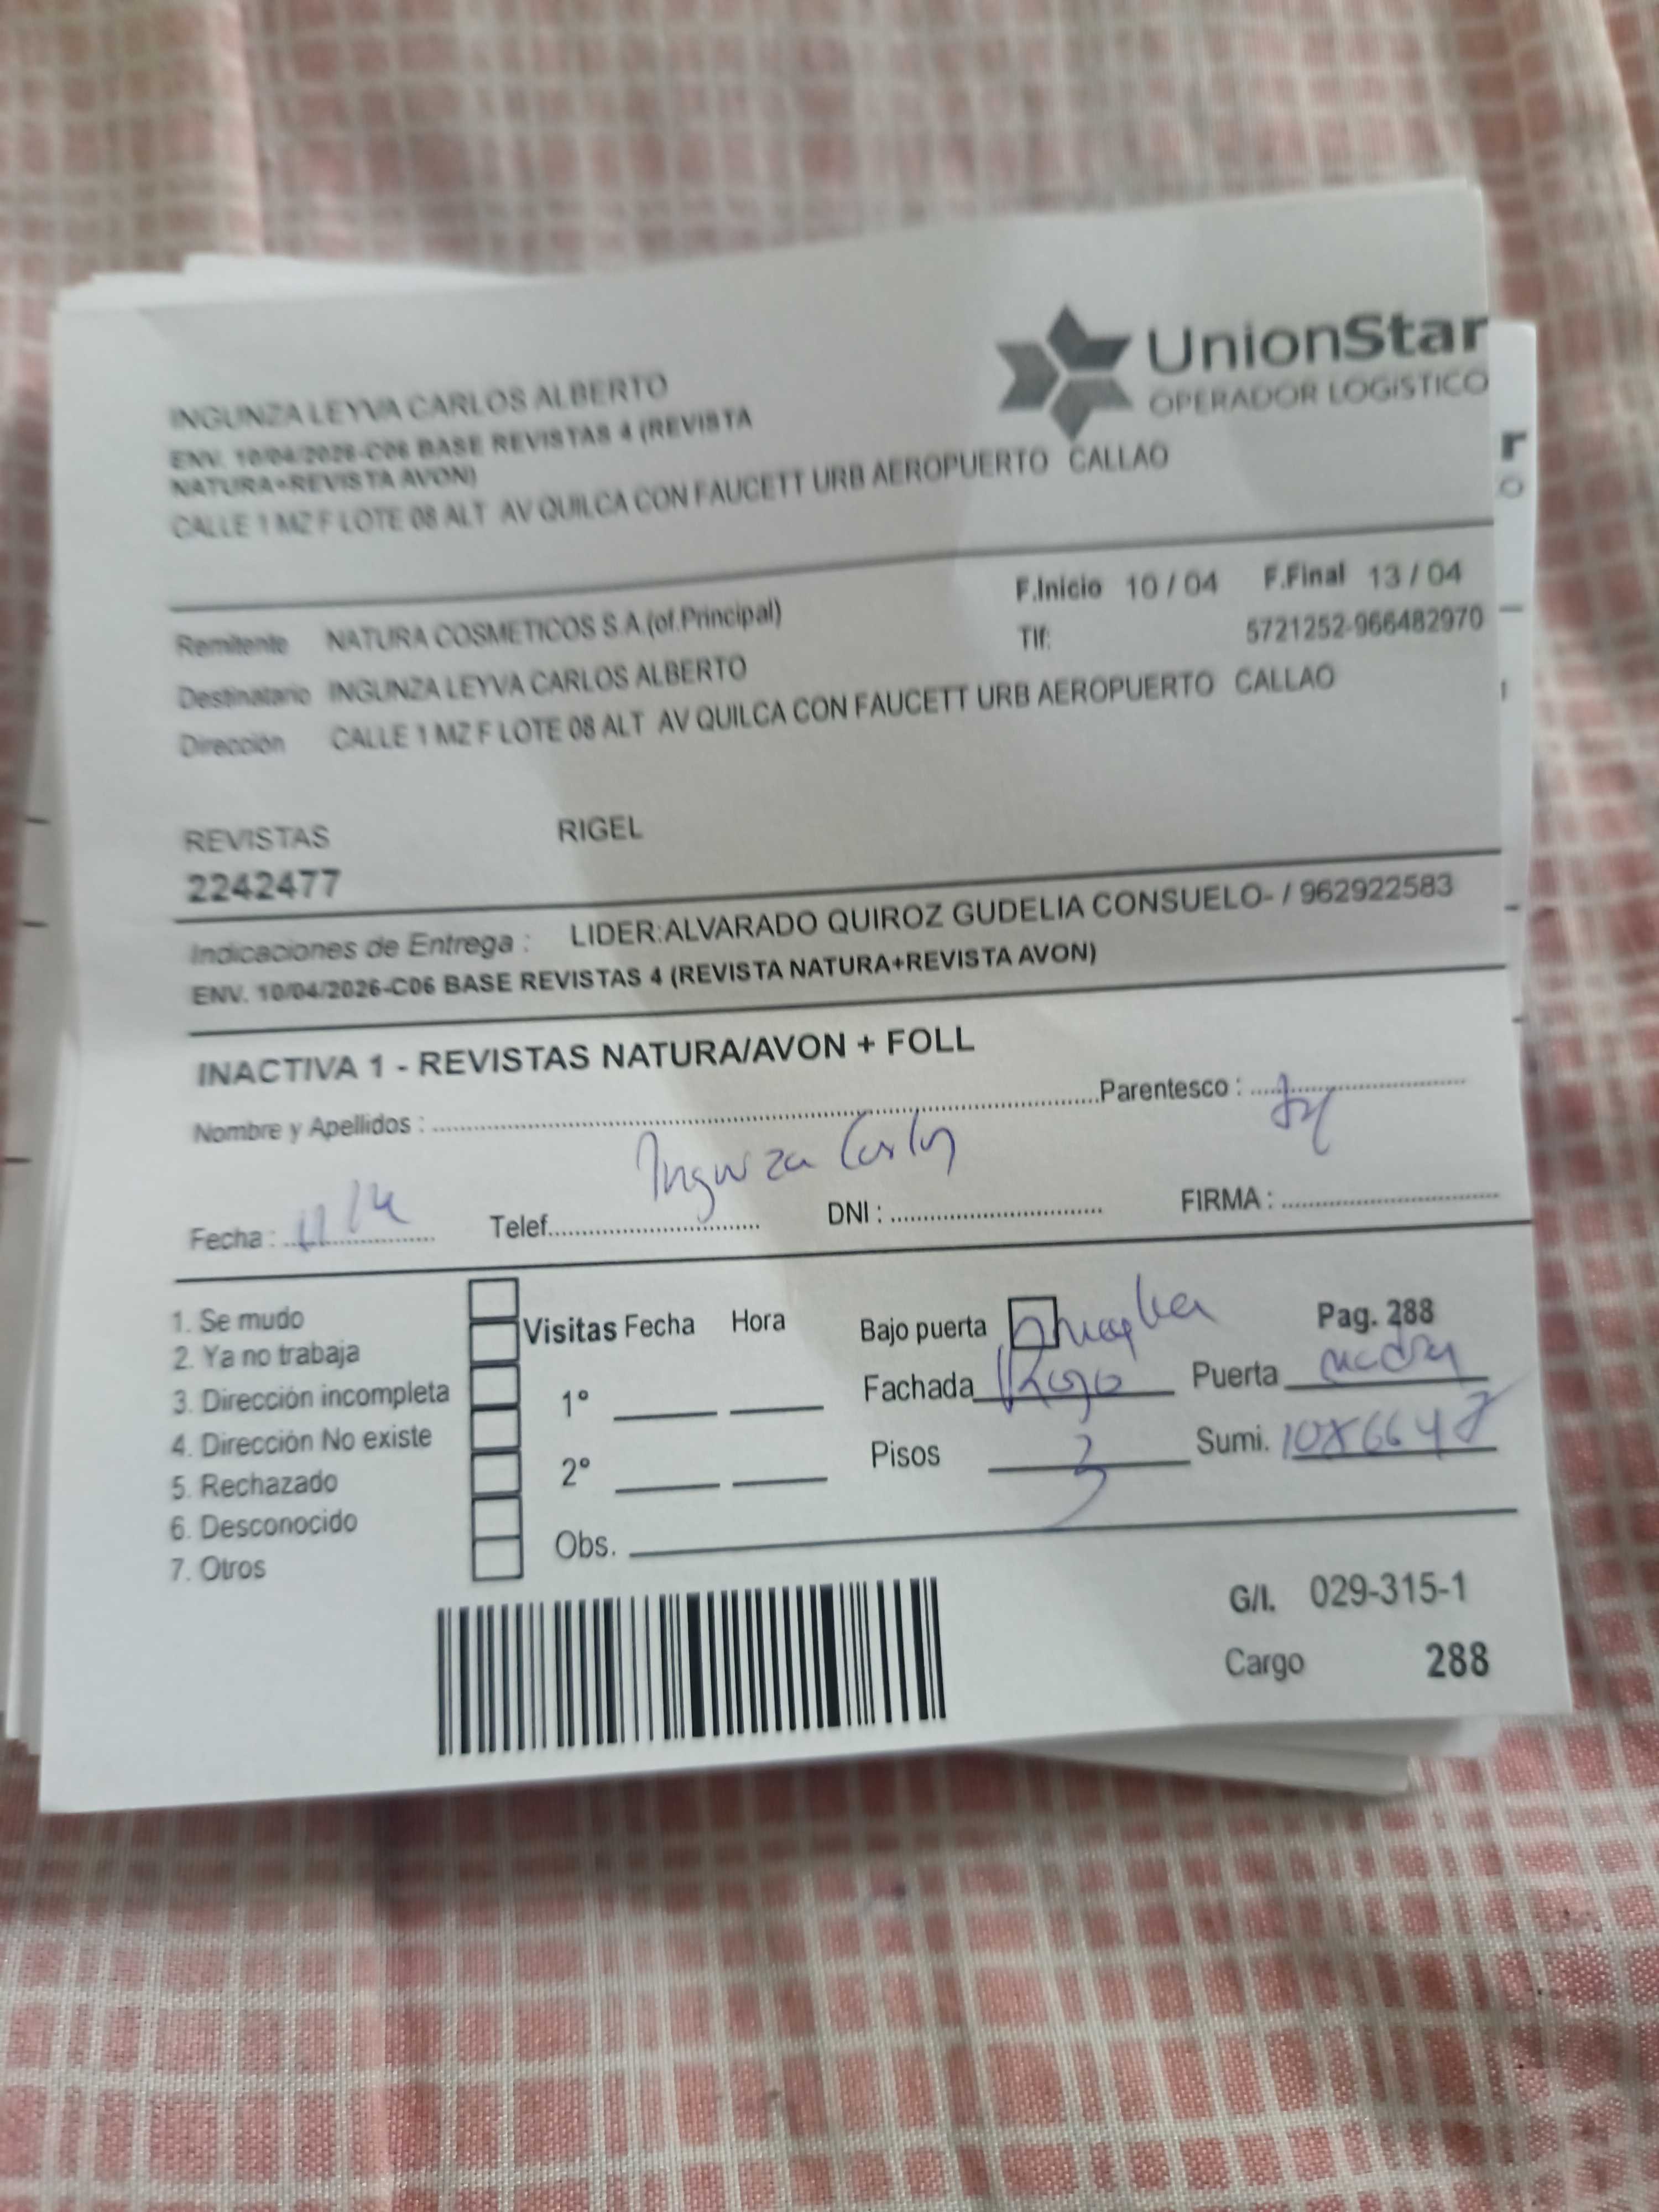 UnionStar
OPERADOR LOGÍSTICO
INGUNZA LEYVA CARLOS ALBERTO
ENV. 10/04/2026-C06 BASE REVISTAS 4 (REVISTA
NATURA+REVISTA AVON)
CALLE 1 MZ F LOTE 08 ALT AV QUILCA CON FAUCETT URB AEROPUERTO CALLAO
r
o
F.Inicio 10 / 04 F.Final 13 / 04
Remitente NATURA COSMETICOS S.A.(of.Principal) Tlf: 5721252-966482970
Destinatario INGUNZA LEYVA CARLOS ALBERTO
Dirección CALLE 1 MZ F LOTE 08 ALT AV QUILCA CON FAUCETT URB AEROPUERTO CALLAO
REVISTAS RIGEL
2242477
Indicaciones de Entrega : LIDER:ALVARADO QUIROZ GUDELIA CONSUELO- / 962922583
ENV. 10/04/2026-C06 BASE REVISTAS 4 (REVISTA NATURA+REVISTA AVON)
INACTIVA 1 - REVISTAS NATURA/AVON + FOLL
Nombre y Apellidos : Parentesco :
Ingunza Carlos
Fecha : 11/4 Telef. DNI : FIRMA :
1. Se mudo
2. Ya no trabaja
3. Dirección incompleta
4. Dirección No existe
5. Rechazado
6. Desconocido
7. Otros
Visitas Fecha Hora
1°
2°
Obs.
Bajo puerta Pag. 288
Fachada Rojo Puerta
Pisos 3 Sumi.
G/I. 029-315-1
Cargo 288